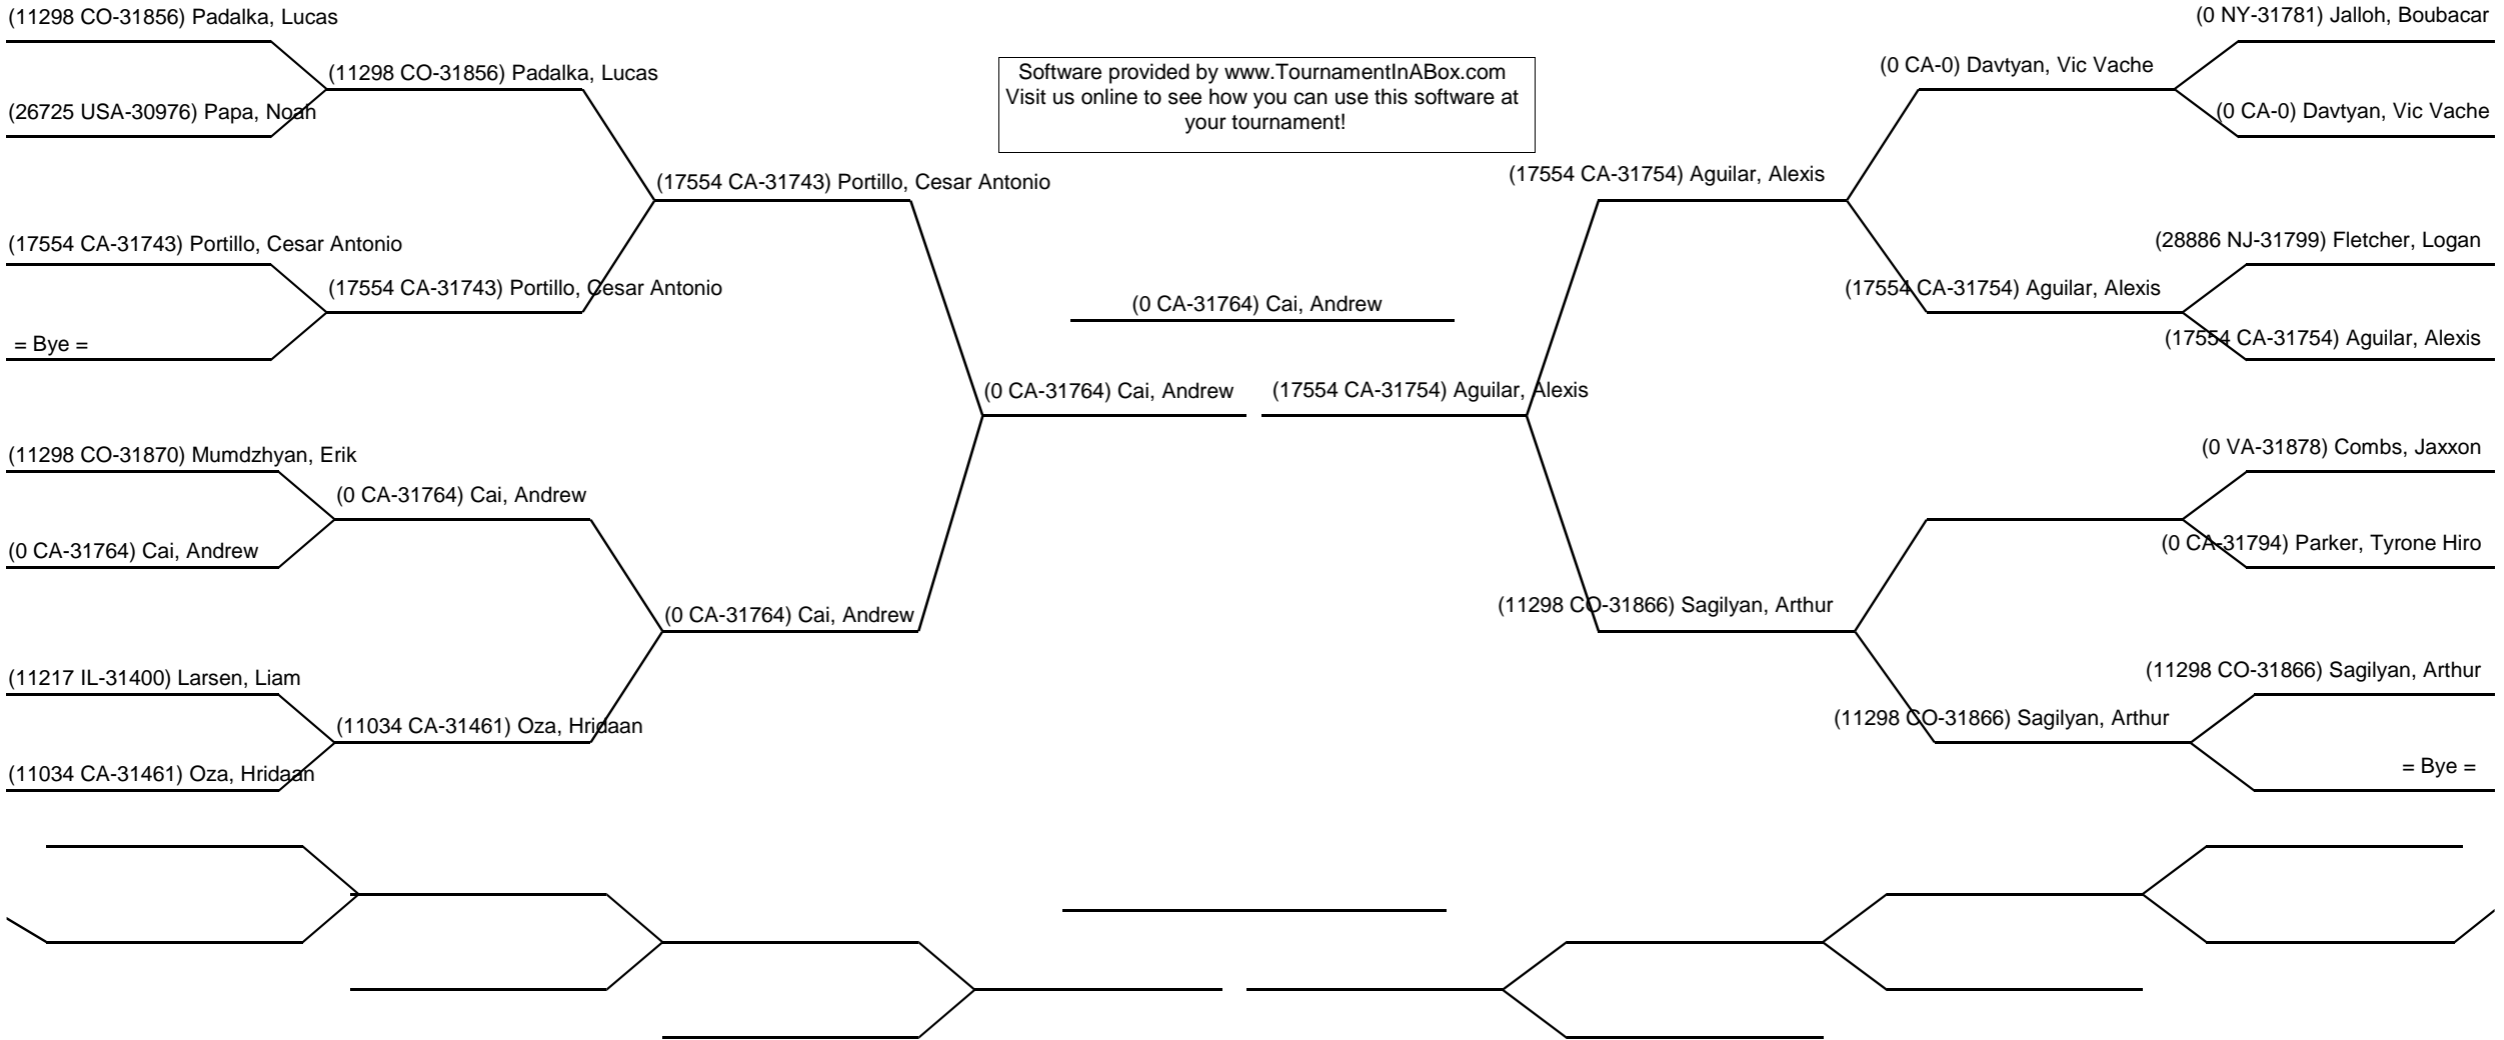 (11298 CO-31856) Padalka, Lucas
(26725 USA-30976) Papa, Noah
(17554 CA-31743) Portillo, Cesar Antonio
= Bye =
(11298 CO-31870) Mumdzhyan, Erik
(0 CA-31764) Cai, Andrew
(11217 IL-31400) Larsen, Liam
(11034 CA-31461) Oza, Hridaan
(11298 CO-31856) Padalka, Lucas
(17554 CA-31743) Portillo, Cesar Antonio
(0 CA-31764) Cai, Andrew
(11034 CA-31461) Oza, Hridaan
(17554 CA-31743) Portillo, Cesar Antonio
(0 CA-31764) Cai, Andrew
(0 CA-31764) Cai, Andrew
Software provided by www.TournamentInABox.com
Visit us online to see how you can use this software at
your tournament!
(0 CA-31764) Cai, Andrew
(17554 CA-31754) Aguilar, Alexis
(17554 CA-31754) Aguilar, Alexis
(11298 CO-31866) Sagilyan, Arthur
(0 CA-0) Davtyan, Vic Vache
(17554 CA-31754) Aguilar, Alexis
(11298 CO-31866) Sagilyan, Arthur
(0 NY-31781) Jalloh, Boubacar
(0 CA-0) Davtyan, Vic Vache
(28886 NJ-31799) Fletcher, Logan
(17554 CA-31754) Aguilar, Alexis
(0 VA-31878) Combs, Jaxxon
(0 CA-31794) Parker, Tyrone Hiro
(11298 CO-31866) Sagilyan, Arthur
= Bye =